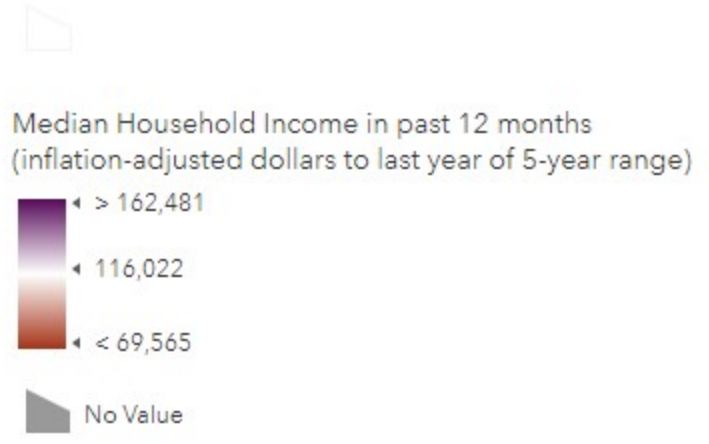 Median Household Income in past 12 months
(inflation-adjusted dollars to last year of 5-year range)
> 162,481
116,022
< 69,565
No Value